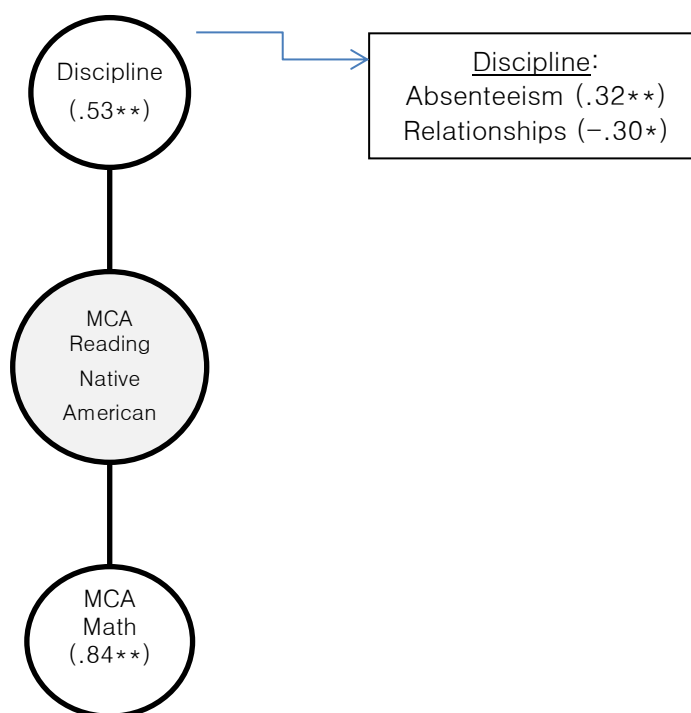 Discipline
(.53**)
Discipline:
Absenteeism (.32**)
Relationships (-.30*)
MCA
Reading
Native
American
MCA
Math
(.84**)